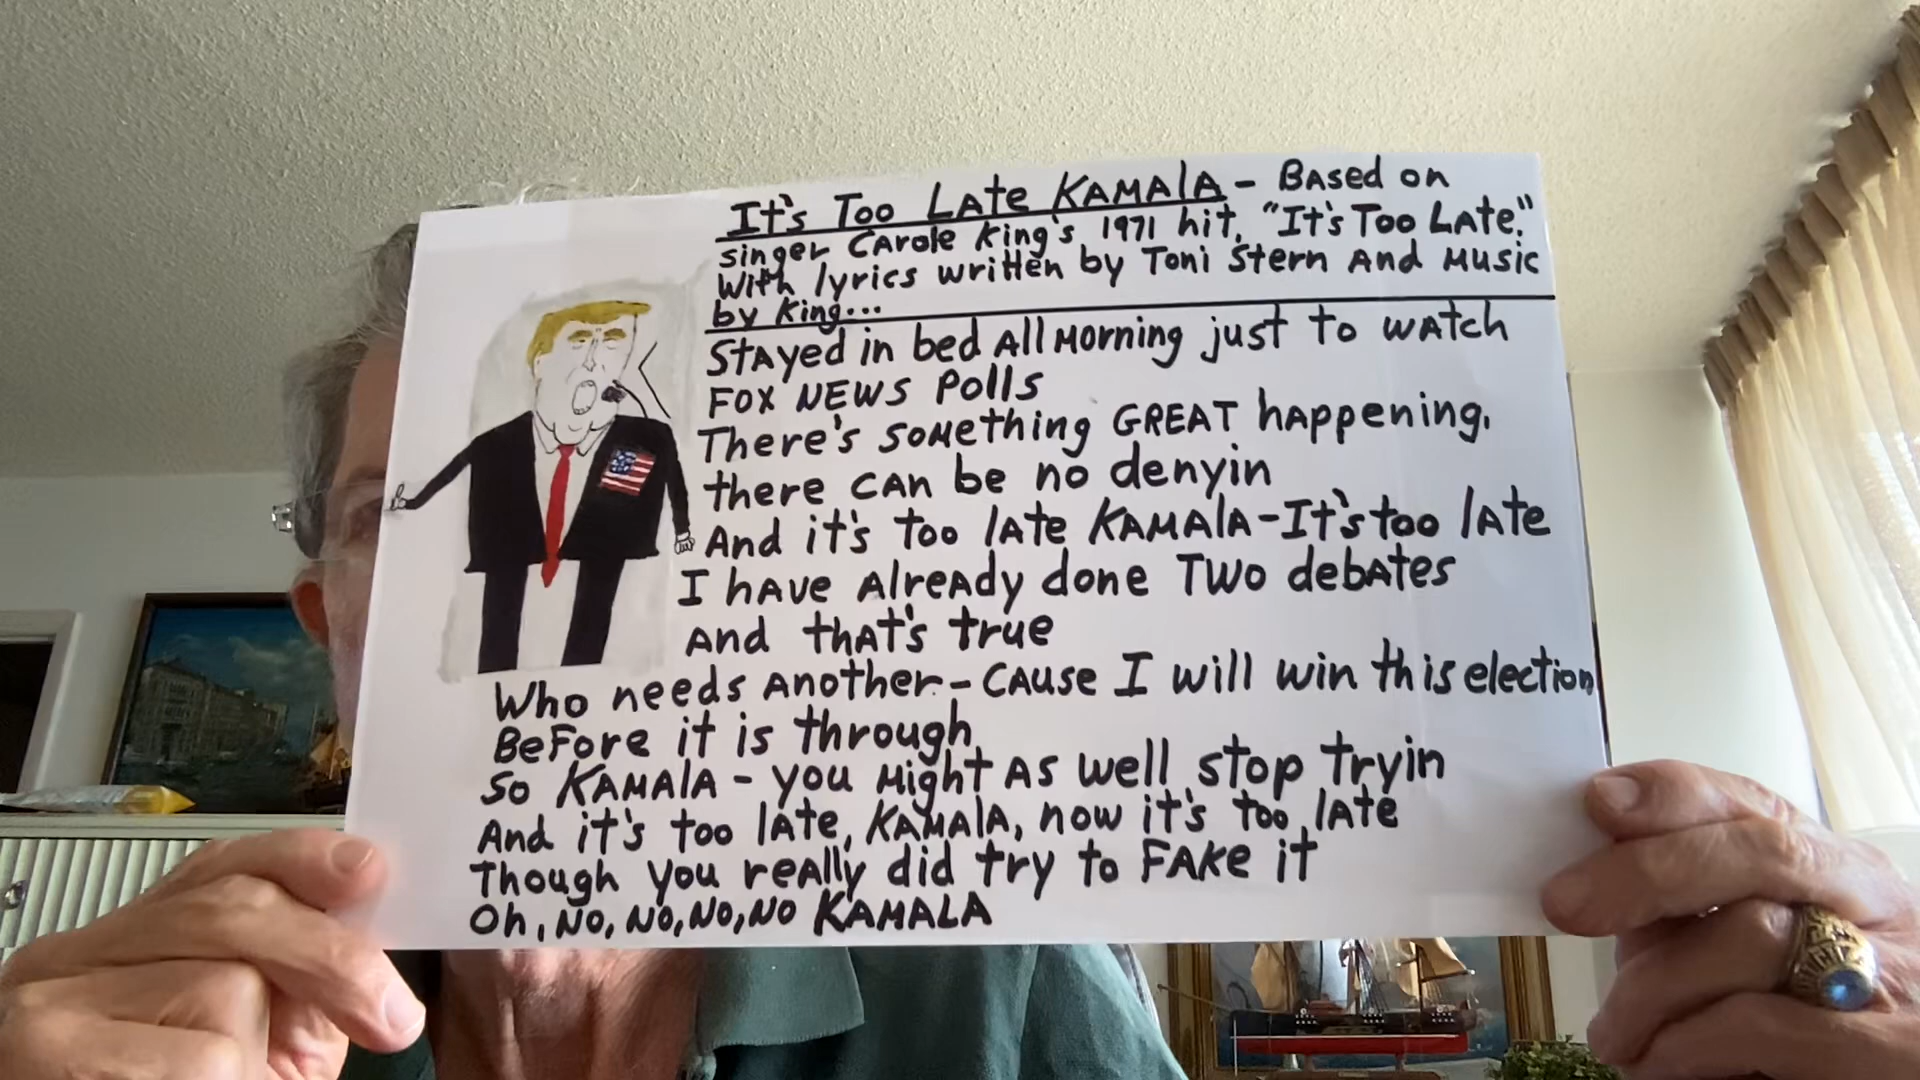 It's Too Late KAMALA - Based on
singer Carole King's 1971 hit, "It's Too Late."
With lyrics written by Toni Stern And Music
by King...
Stayed in bed All Morning just to watch
FOX NEWS Polls
There's something GREAT happening,
there can be no denyin
And it's too late KAMALA - It's too late
I have already done Two debates
And that's true
Who needs Another - Cause I will win this election
Before it is through
So KAMALA - you Might As well stop tryin
And it's too late, KAMALA, now it's too late
Though you really did try to FAKE it
Oh, NO, NO, NO, NO KAMALA